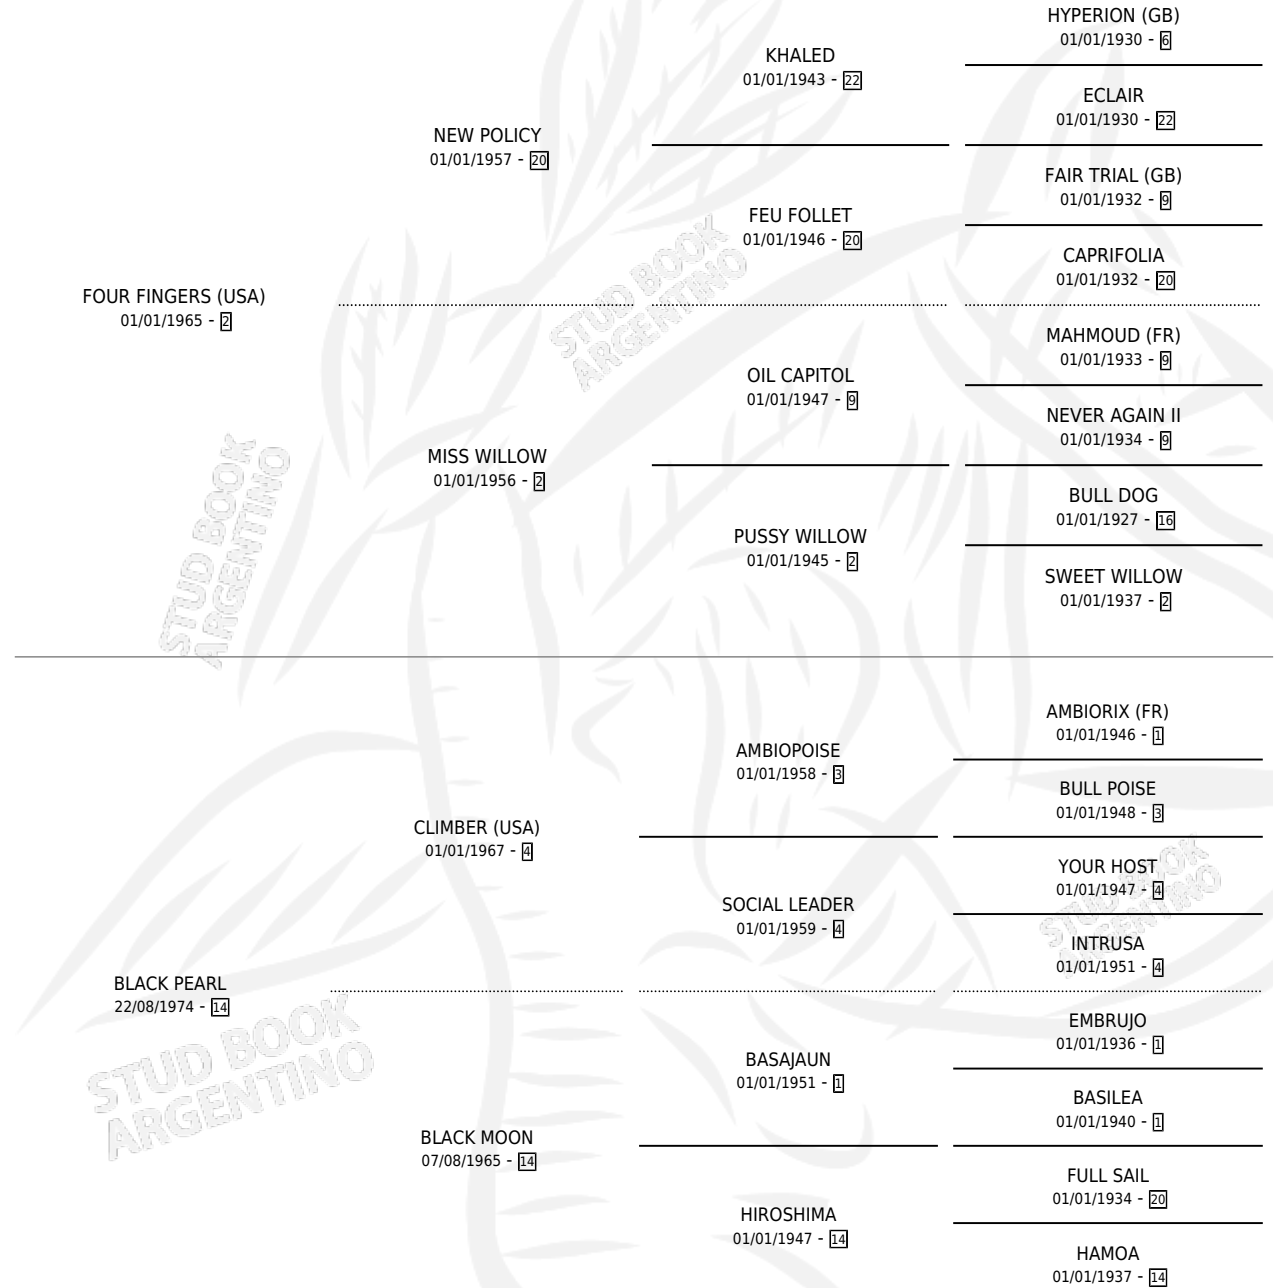 HYPERION (GB)
01/01/1930 - 6
KHALED
01/01/1943 - 22
ECLAIR
01/01/1930 - 22
NEW POLICY
01/01/1957 - 20
FAIR TRIAL (GB)
01/01/1932 - 9
FEU FOLLET
01/01/1946 - 20
CAPRIFOLIA
01/01/1932 - 20
FOUR FINGERS (USA)
01/01/1965 - 2
MAHMOUD (FR)
01/01/1933 - 9
OIL CAPITOL
01/01/1947 - 9
NEVER AGAIN II
01/01/1934 - 9
MISS WILLOW
01/01/1956 - 2
BULL DOG
01/01/1927 - 16
PUSSY WILLOW
01/01/1945 - 2
SWEET WILLOW
01/01/1937 - 2
AMBIORIX (FR)
01/01/1946 - 1
AMBIOPOISE
01/01/1958 - 3
BULL POISE
01/01/1948 - 3
CLIMBER (USA)
01/01/1967 - 4
YOUR HOST
01/01/1947 - 4
SOCIAL LEADER
01/01/1959 - 4
INTRUSA
01/01/1951 - 4
BLACK PEARL
22/08/1974 - 14
EMBRUJO
01/01/1936 - 1
BASAJAUN
01/01/1951 - 1
BASILEA
01/01/1940 - 1
BLACK MOON
07/08/1965 - 14
FULL SAIL
01/01/1934 - 20
HIROSHIMA
01/01/1947 - 14
HAMOA
01/01/1937 - 14
STUD BOOK
ARGENTINO
STUD BOOK
ARGENTINO
STUD BOOK
ARGENTINO
STUD BOOK
ARGENTINO